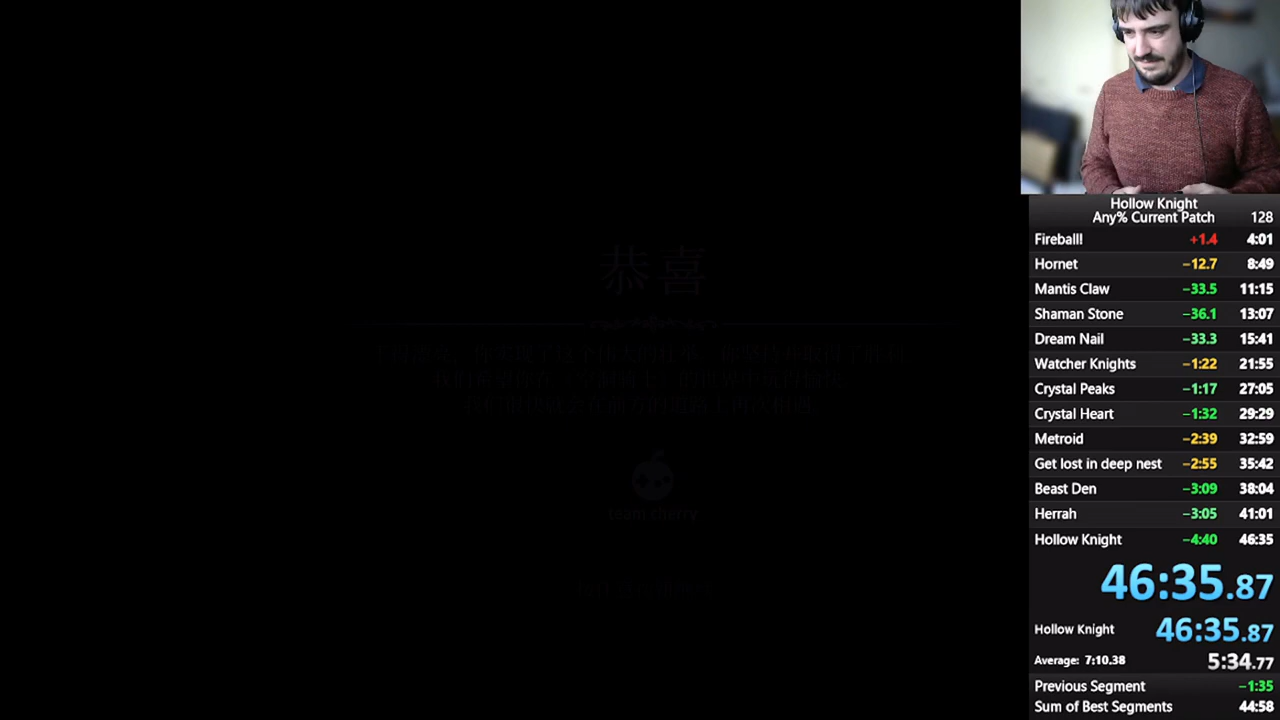 恭喜
team cherry
Hollow Knight
Any% Current Patch 128
Fireball! +1.4 4:01
Hornet −12.7 8:49
Mantis Claw −33.5 11:15
Shaman Stone −36.1 13:07
Dream Nail −33.3 15:41
Watcher Knights −1:22 21:55
Crystal Peaks −1:17 27:05
Crystal Heart −1:32 29:29
Metroid −2:39 32:59
Get lost in deep nest −2:55 35:42
Beast Den −3:09 38:04
Herrah −3:05 41:01
Hollow Knight −4:40 46:35
46:35.87
Hollow Knight 46:35.87
Average: 7:10.38 5:34.77
Previous Segment −1:35
Sum of Best Segments 44:58